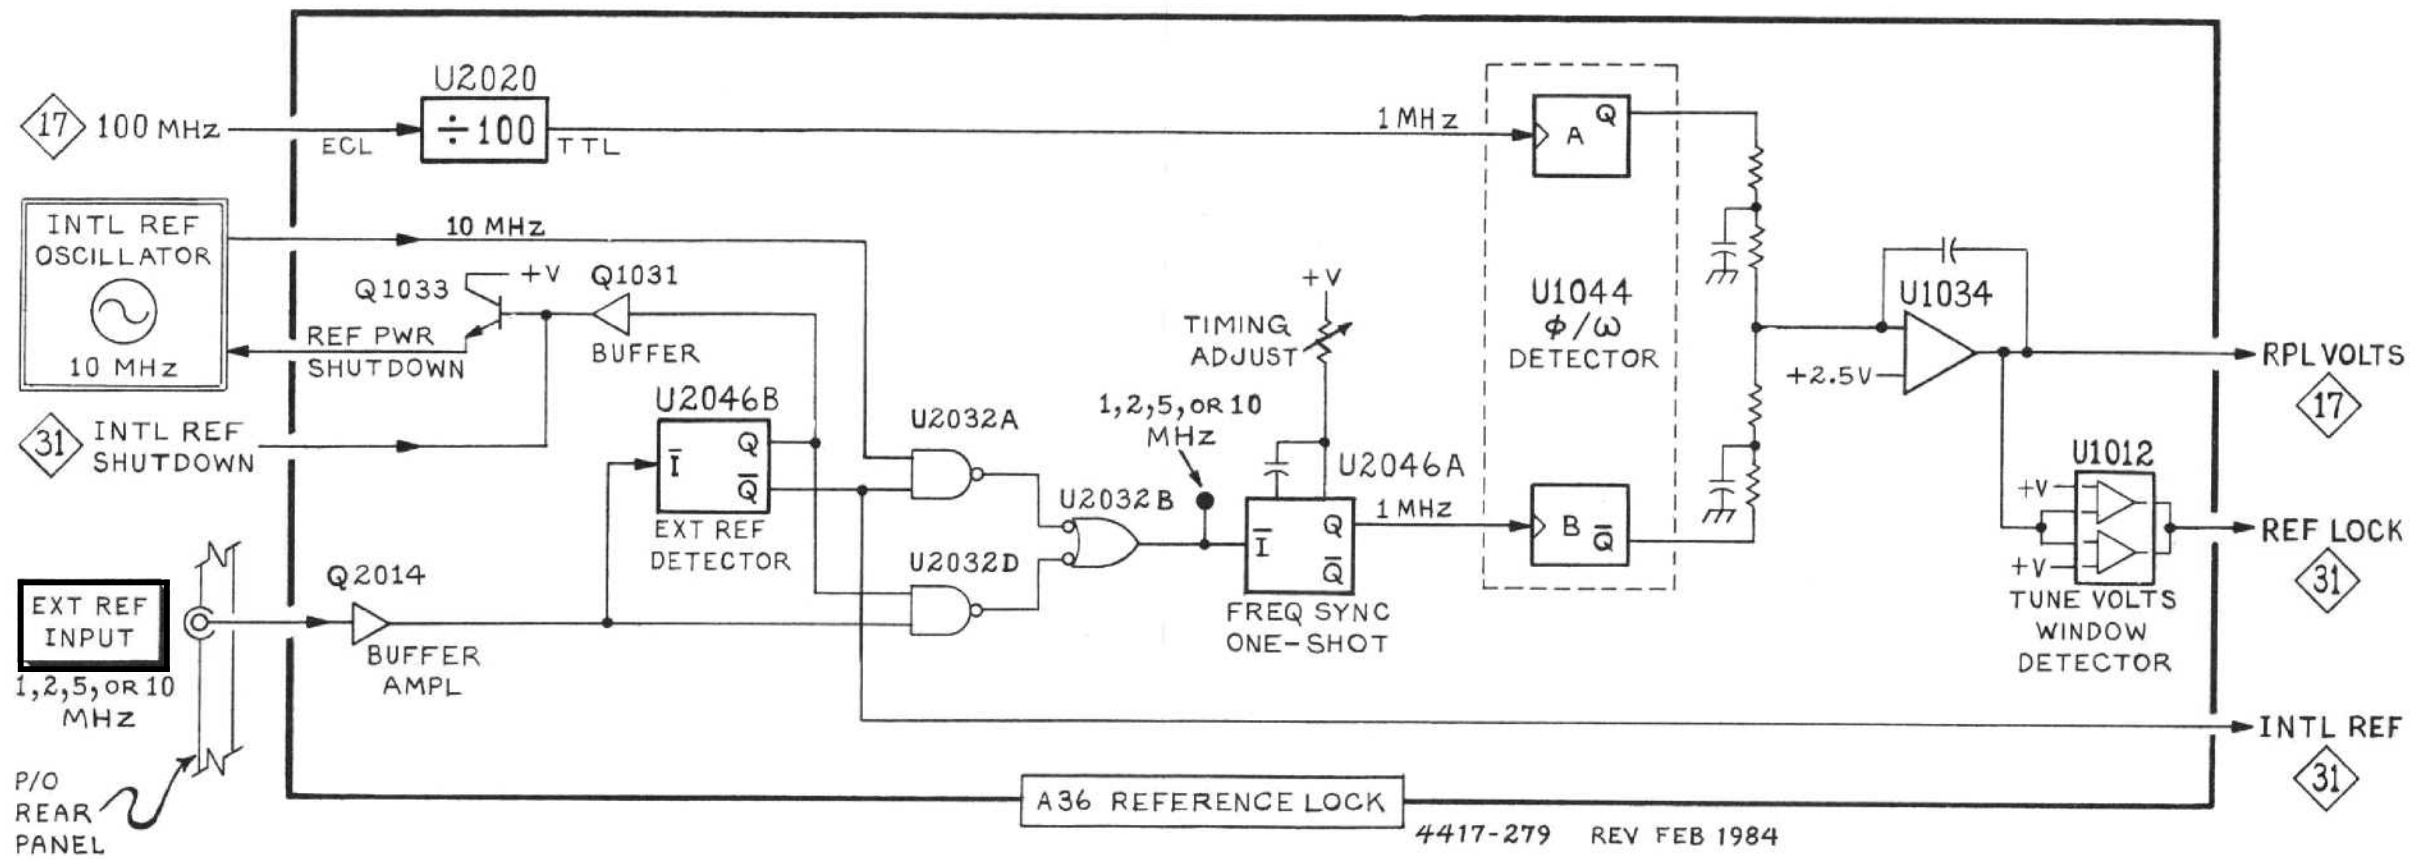 U2020
17 100 MHz
ECL
÷100
TTL
1 MHz
A Q
INTL REF
OSCILLATOR
10 MHz
10 MHz
+V
Q1033
Q1031
BUFFER
REF PWR
SHUTDOWN
31 INTL REF
SHUTDOWN
U2046B
Ī Q
Q̅
EXT REF
DETECTOR
U2032A
U2032B
U2032D
1,2,5, OR 10
MHz
+V
TIMING
ADJUST
U2046A
Ī Q
Q̅
FREQ SYNC
ONE-SHOT
1 MHz
U1044
φ/ω
DETECTOR
B Q̅
U1034
+2.5V
RPL VOLTS
17
U1012
+V
+V
TUNE VOLTS
WINDOW
DETECTOR
REF LOCK
31
EXT REF
INPUT
1,2,5, OR 10
MHz
Q2014
BUFFER
AMPL
INTL REF
31
P/O
REAR
PANEL
A36 REFERENCE LOCK
4417-279 REV FEB 1984